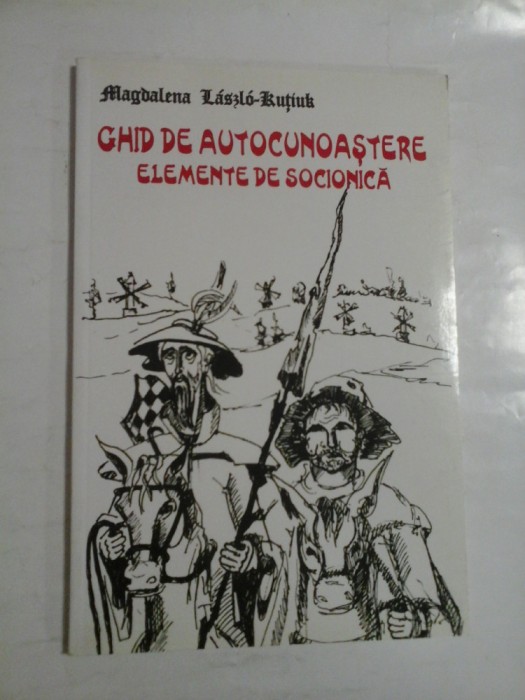 Magdalena László-Kuțiuk
GHID DE AUTOCUNOAȘTERE
ELEMENTE DE SOCIONICĂ